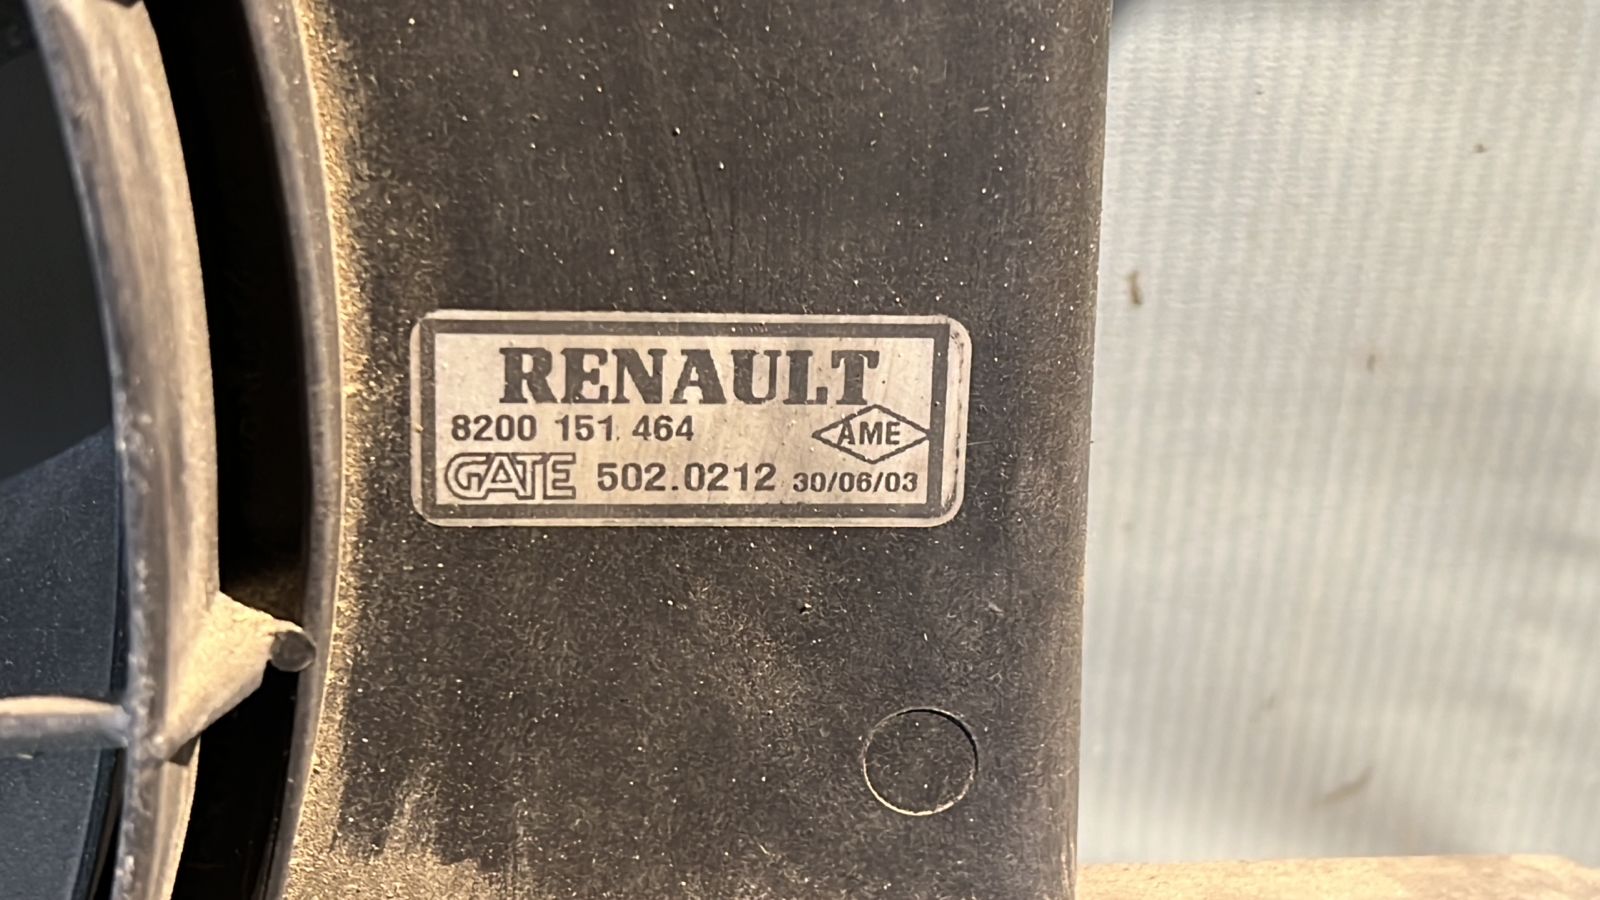 RENAULT
8200 151 464 AME
GATE 502.0212 30/06/03